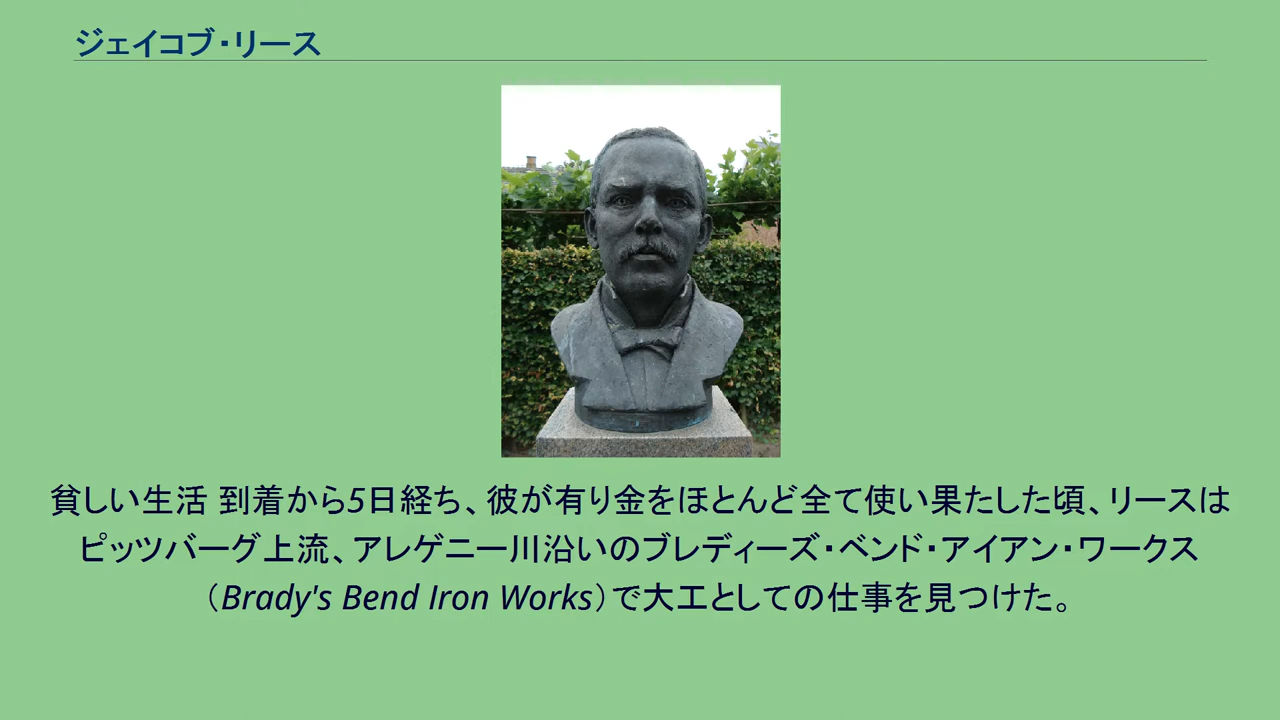 ジェイコブ・リース
貧しい生活 到着から5日経ち、彼が有り金をほとんど全て使い果たした頃、リースは
ピッツバーグ上流、アレゲニー川沿いのブレディーズ・ベンド・アイアン・ワークス
（Brady's Bend Iron Works）で大工としての仕事を見つけた。